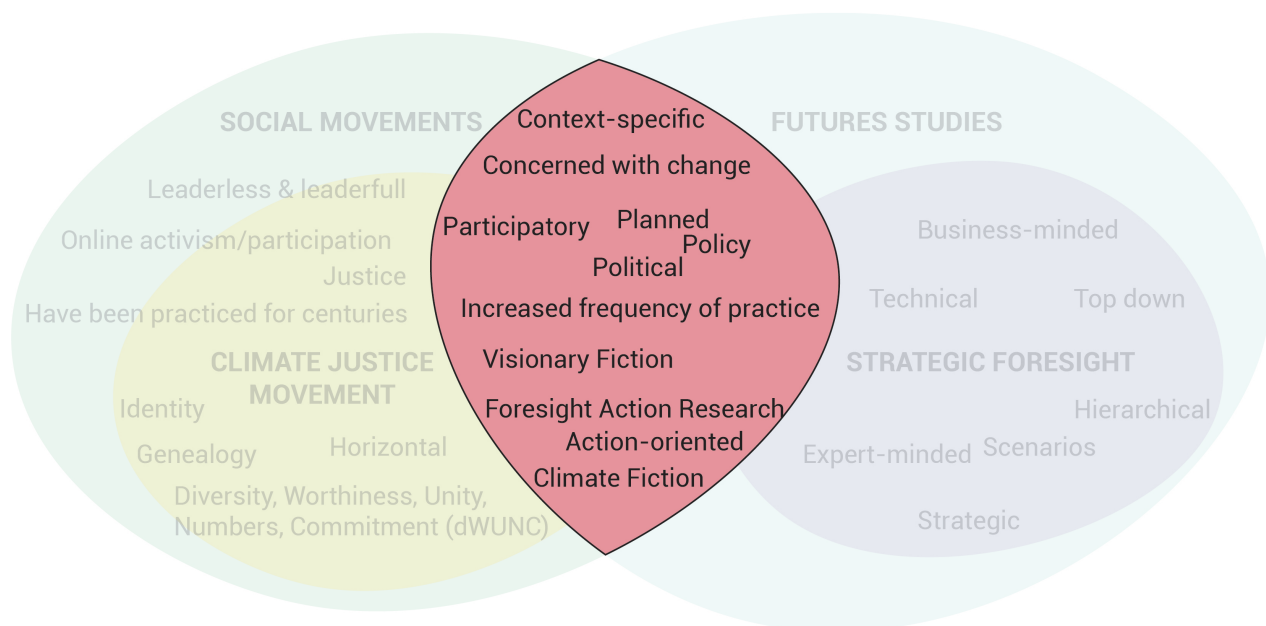 SOCIAL MOVEMENTS
Leaderless & leaderfull
Online activism/participation
Justice
Have been practiced for centuries
CLIMATE JUSTICE
MOVEMENT
Identity
Horizontal
Genealogy
Diversity, Worthiness, Unity,
Numbers, Commitment (dWUNC)
Context-specific
Concerned with change
Participatory
Planned
Policy
Political
Increased frequency of practice
Visionary Fiction
Foresight Action Research
Action-oriented
Climate Fiction
FUTURES STUDIES
Business-minded
Technical
Top down
STRATEGIC FORESIGHT
Hierarchical
Expert-minded
Scenarios
Strategic